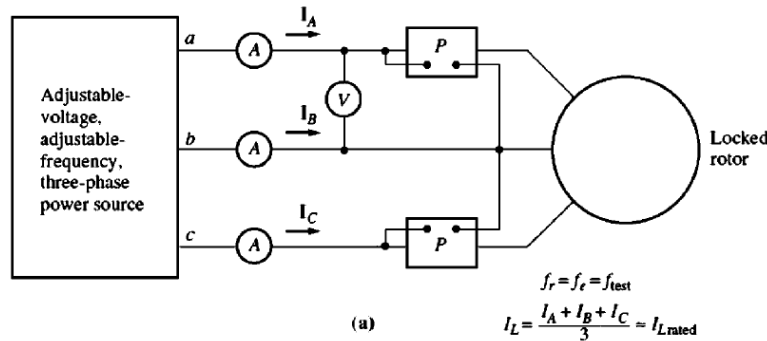 Adjustable-
voltage,
adjustable-
frequency,
three-phase
power source
a
A
I_A
P
V
b
A
I_B
Locked
rotor
c
A
I_C
P
f_r = f_e = f_test
I_L = (I_A + I_B + I_C) / 3 ≈ I_L rated
(a)